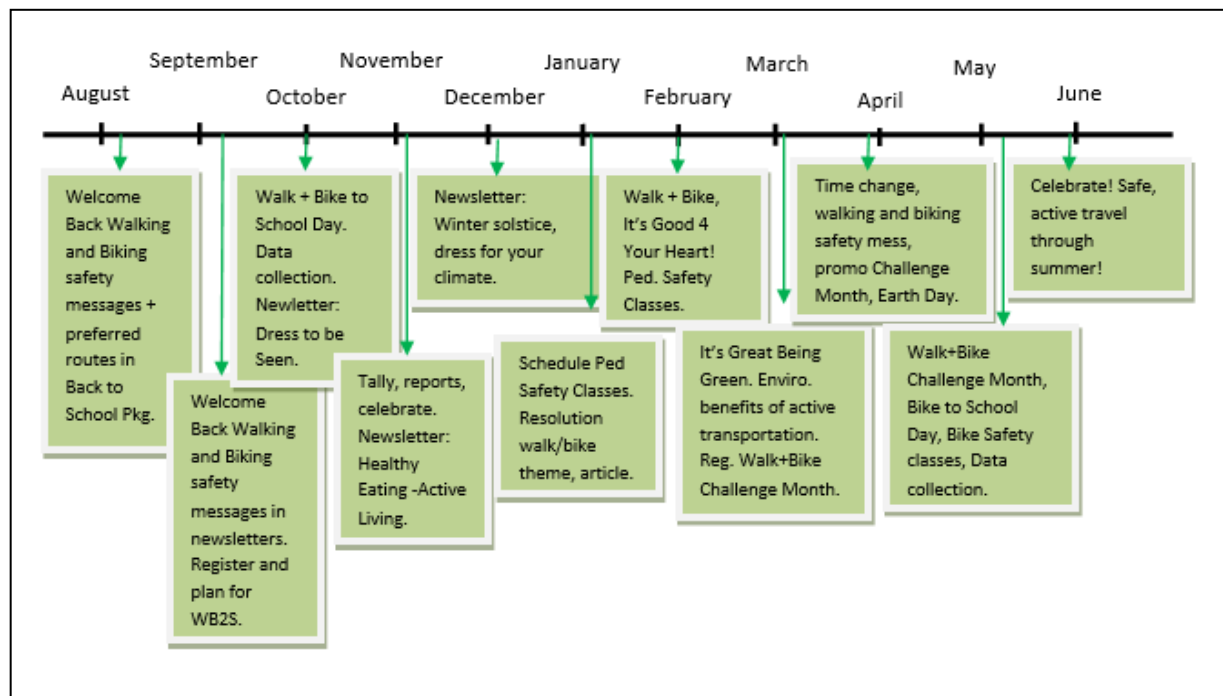 September
November
January
March
May
August
October
December
February
April
June
Welcome
Back Walking
and Biking
safety
messages +
preferred
routes in
Back to
School Pkg.
Welcome
Back Walking
and Biking
safety
messages in
newsletters.
Register and
plan for
WB2S.
Walk + Bike to
School Day.
Data
collection.
Newletter:
Dress to be
Seen.
Tally, reports,
celebrate.
Newsletter:
Healthy
Eating -Active
Living.
Newsletter:
Winter solstice,
dress for your
climate.
Schedule Ped
Safety Classes.
Resolution
walk/bike
theme, article.
Walk + Bike,
It's Good 4
Your Heart!
Ped. Safety
Classes.
It's Great Being
Green. Enviro.
benefits of active
transportation.
Reg. Walk+Bike
Challenge Month.
Time change,
walking and biking
safety mess,
promo Challenge
Month, Earth Day.
Walk+Bike
Challenge Month,
Bike to School
Day, Bike Safety
classes, Data
collection.
Celebrate! Safe,
active travel
through
summer!